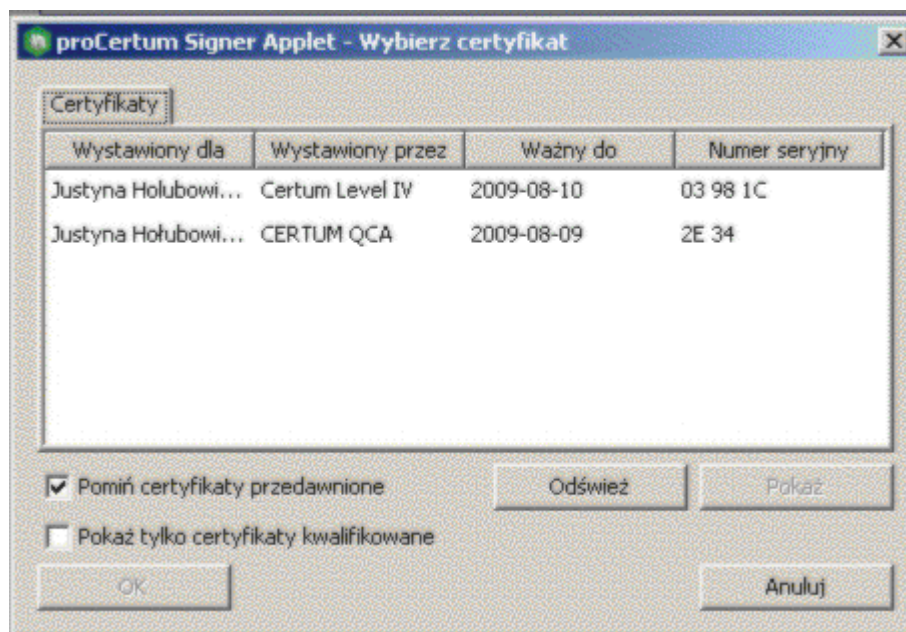 proCertum Signer Applet - Wybierz certyfikat
Certyfikaty
Wystawiony dla Wystawiony przez Ważny do Numer seryjny
Justyna Holubowi... Certum Level IV 2009-08-10 03 98 1C
Justyna Hołubowi... CERTUM QCA 2009-08-09 2E 34
Pomiń certyfikaty przedawnione Odśwież Pokaż
Pokaż tylko certyfikaty kwalifikowane
OK Anuluj